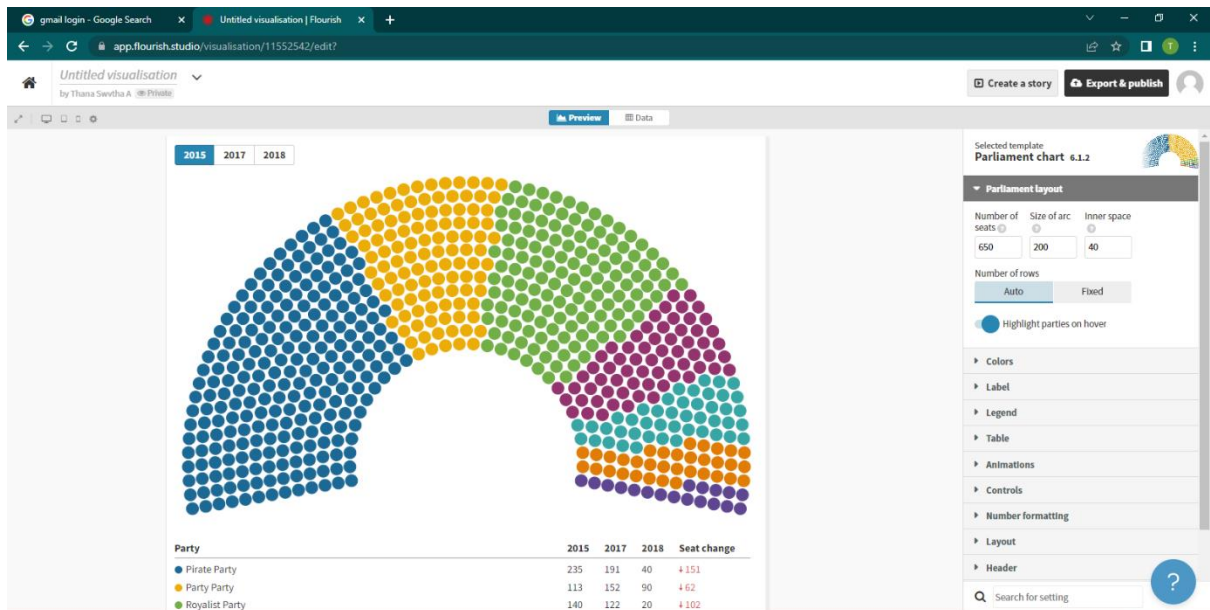 gmail login - Google Search
Untitled visualisation | Flourish
app.flourish.studio/visualisation/11552542/edit?
T
Untitled visualisation
by Thana Swvtha A Private
Create a story
Export & publish
Preview
Data
2015 2017 2018
Selected template
Parliament chart 6.1.2
Parliament layout
Number of seats
Size of arc
Inner space
650 200 40
Number of rows
Auto Fixed
Highlight parties on hover
Colors
Label
Legend
Table
Animations
Controls
Number formatting
Layout
Header
Search for setting
?
Party 2015 2017 2018 Seat change
Pirate Party 235 191 40 ↓151
Party Party 113 152 90 ↓62
Royalist Party 140 122 20 ↓102